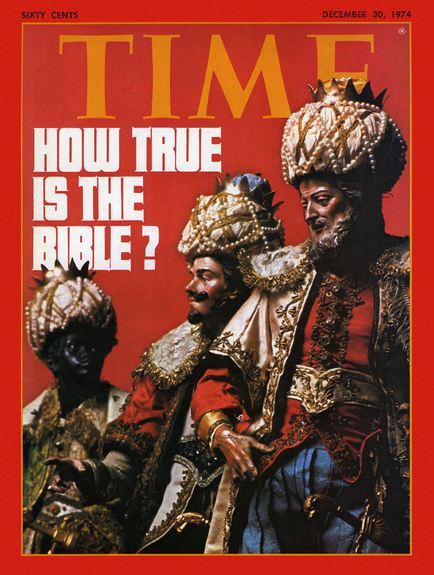 SIXTY CENTS DECEMBER 30, 1974
TIME
®
HOW TRUE
IS THE
BIBLE?